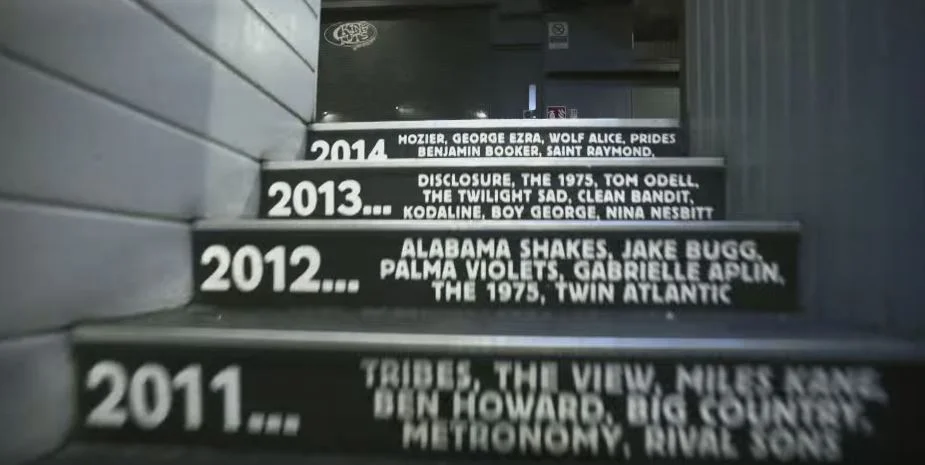 KING
TUT'S
2014
HOZIER, GEORGE EZRA, WOLF ALICE, PRIDES
BENJAMIN BOOKER, SAINT RAYMOND,
2013...
DISCLOSURE, THE 1975, TOM ODELL,
THE TWILIGHT SAD, CLEAN BANDIT,
KODALINE, BOY GEORGE, NINA NESBITT
2012...
ALABAMA SHAKES, JAKE BUGG,
PALMA VIOLETS, GABRIELLE APLIN,
THE 1975, TWIN ATLANTIC
2011...
TRIBES, THE VIEW, MILES KANE,
BEN HOWARD, BIG COUNTRY,
METRONOMY, RIVAL SONS